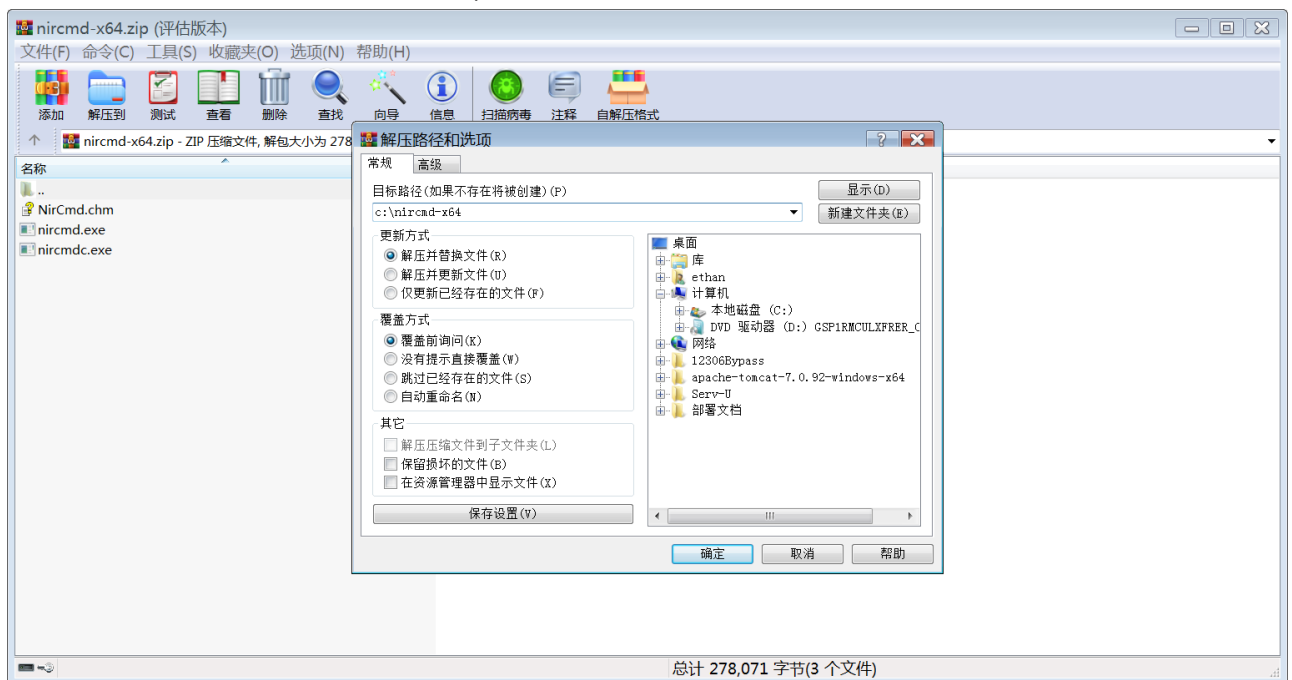 nircmd-x64.zip (评估版本)
文件(F) 命令(C) 工具(S) 收藏夹(O) 选项(N) 帮助(H)
添加 解压到 测试 查看 删除 查找 向导 信息 扫描病毒 注释 自解压格式
nircmd-x64.zip - ZIP 压缩文件, 解包大小为 278
名称
..
NirCmd.chm
nircmd.exe
nircmdc.exe
解压路径和选项
常规 高级
目标路径(如果不存在将被创建)(P)
显示(D)
c:\nircmd-x64
新建文件夹(E)
更新方式
解压并替换文件(R)
解压并更新文件(U)
仅更新已经存在的文件(F)
覆盖方式
覆盖前询问(K)
没有提示直接覆盖(W)
跳过已经存在的文件(S)
自动重命名(N)
其它
解压压缩文件到子文件夹(L)
保留损坏的文件(B)
在资源管理器中显示文件(X)
保存设置(V)
桌面
库
ethan
计算机
本地磁盘 (C:)
DVD 驱动器 (D:) GSP1RMCULXFRER_C
网络
12306Bypass
apache-tomcat-7.0.92-windows-x64
Serv-U
部署文档
确定 取消 帮助
总计 278,071 字节(3 个文件)